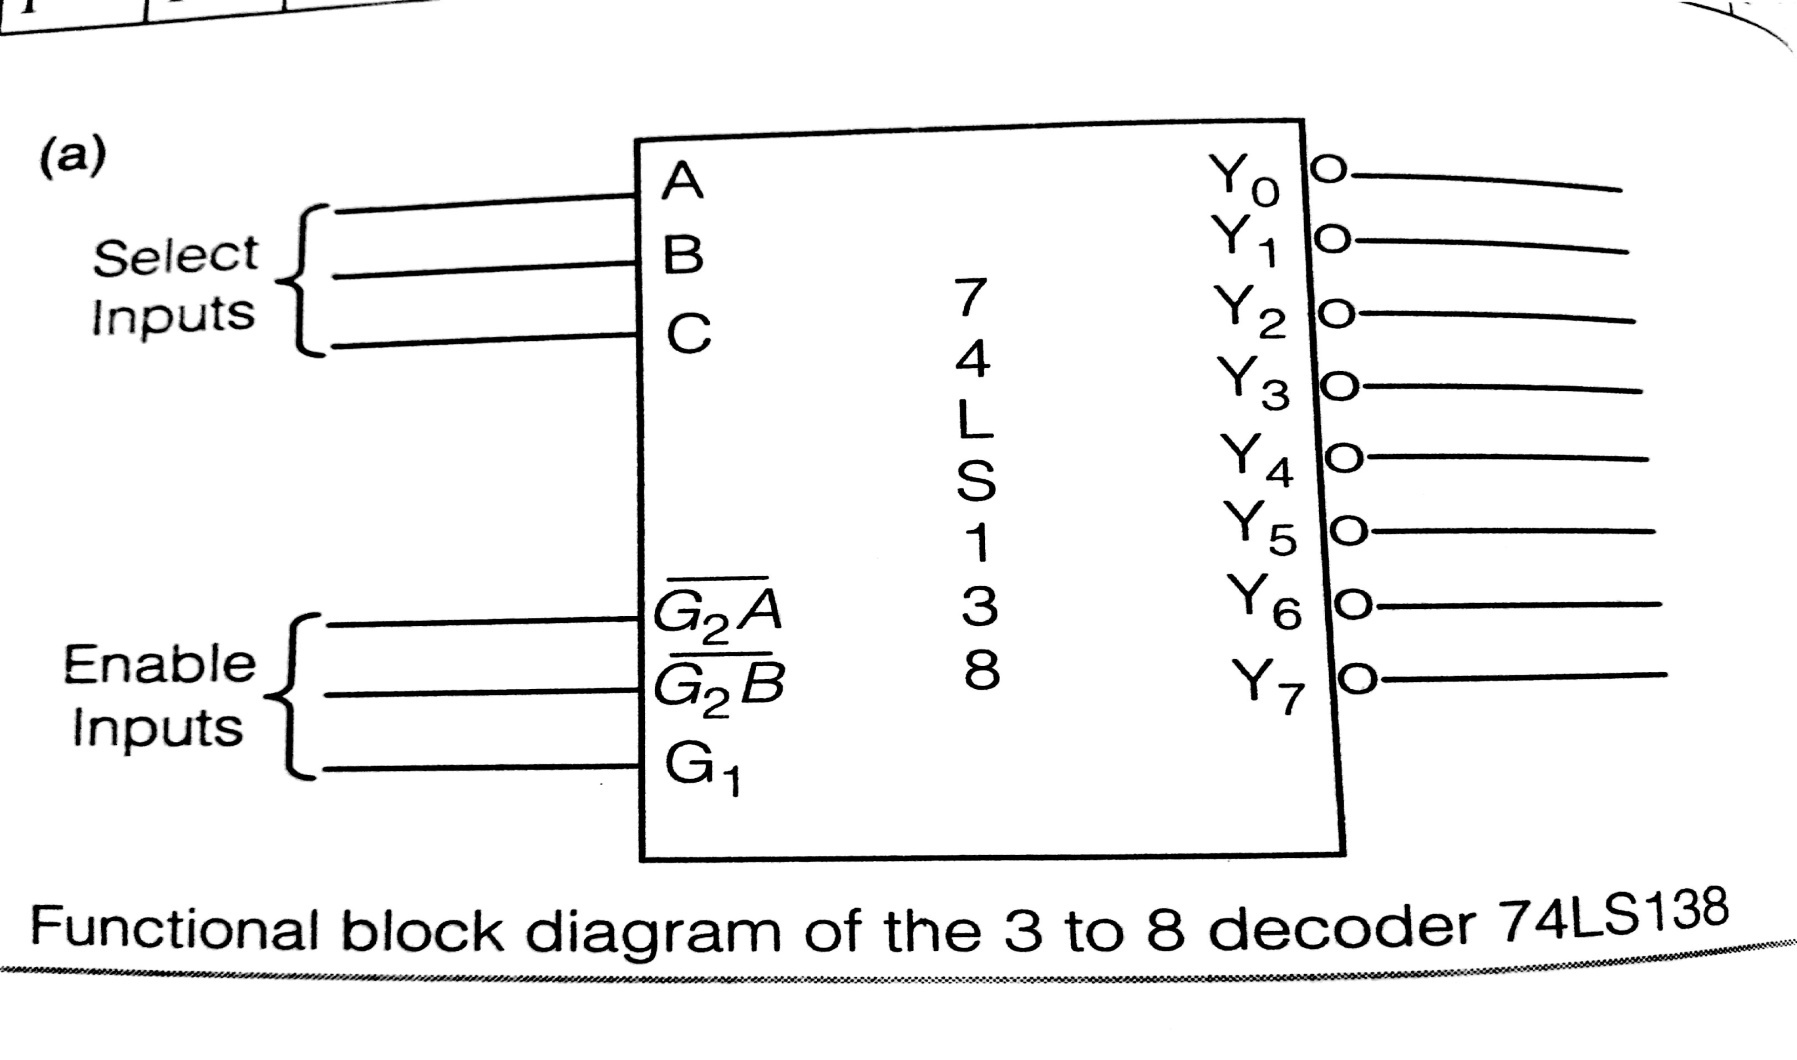 (a)
Select
Inputs
A
B
C
Enable
Inputs
G₂A̅
G₂B̅
G₁
7
4
L
S
1
3
8
Y₀
Y₁
Y₂
Y₃
Y₄
Y₅
Y₆
Y₇
Functional block diagram of the 3 to 8 decoder 74LS138